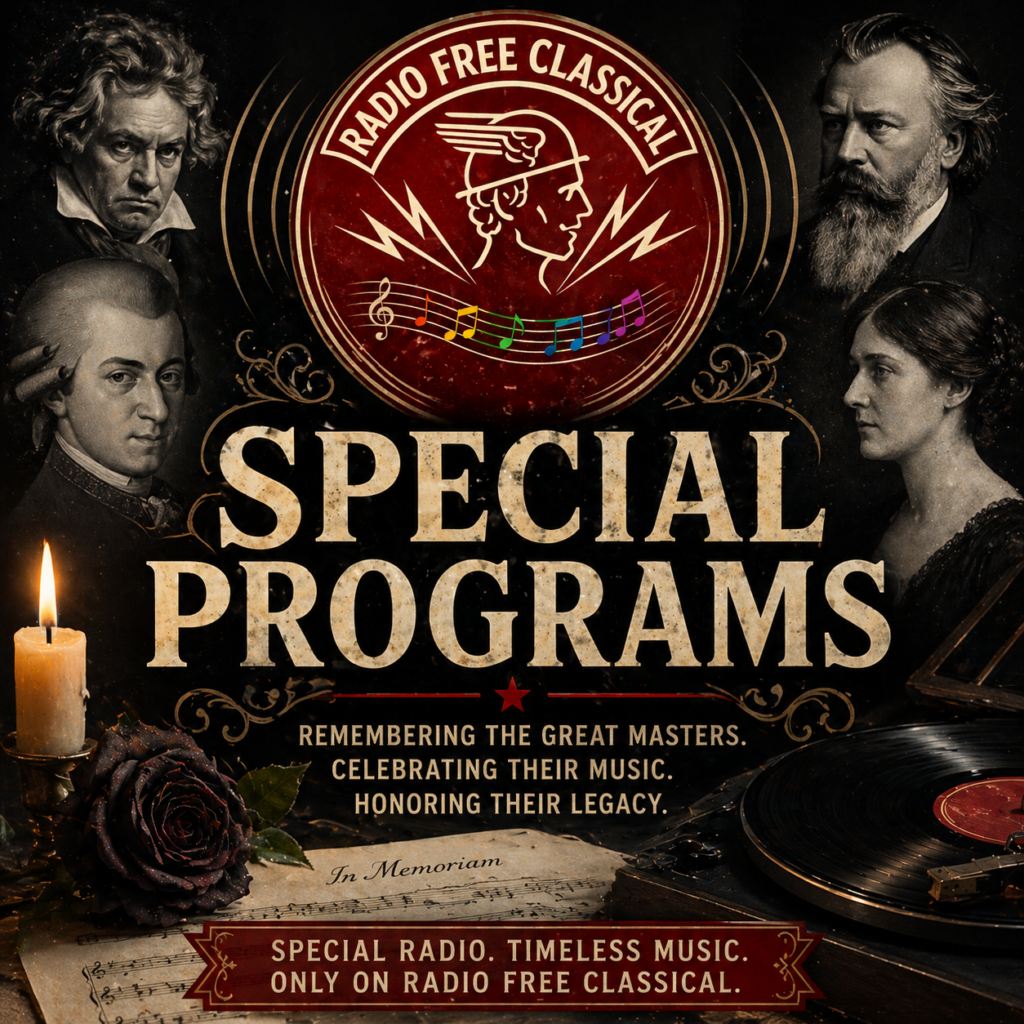 RADIO FREE CLASSICAL
SPECIAL
PROGRAMS
REMEMBERING THE GREAT MASTERS.
CELEBRATING THEIR MUSIC.
HONORING THEIR LEGACY.
In Memoriam
SPECIAL RADIO. TIMELESS MUSIC.
ONLY ON RADIO FREE CLASSICAL.